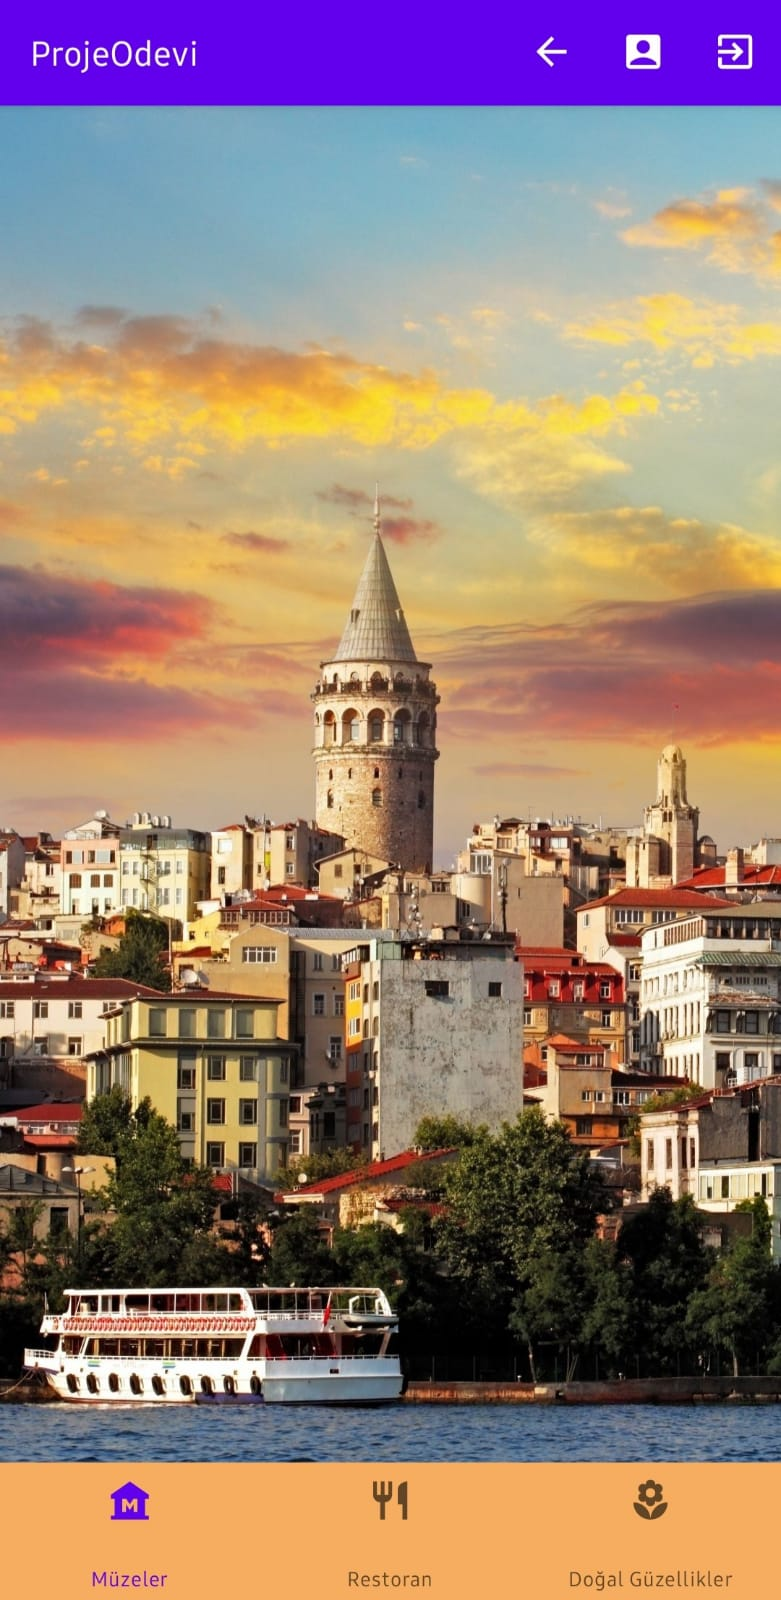 ProjeOdevi
M
Müzeler
Restoran
Doğal Güzellikler